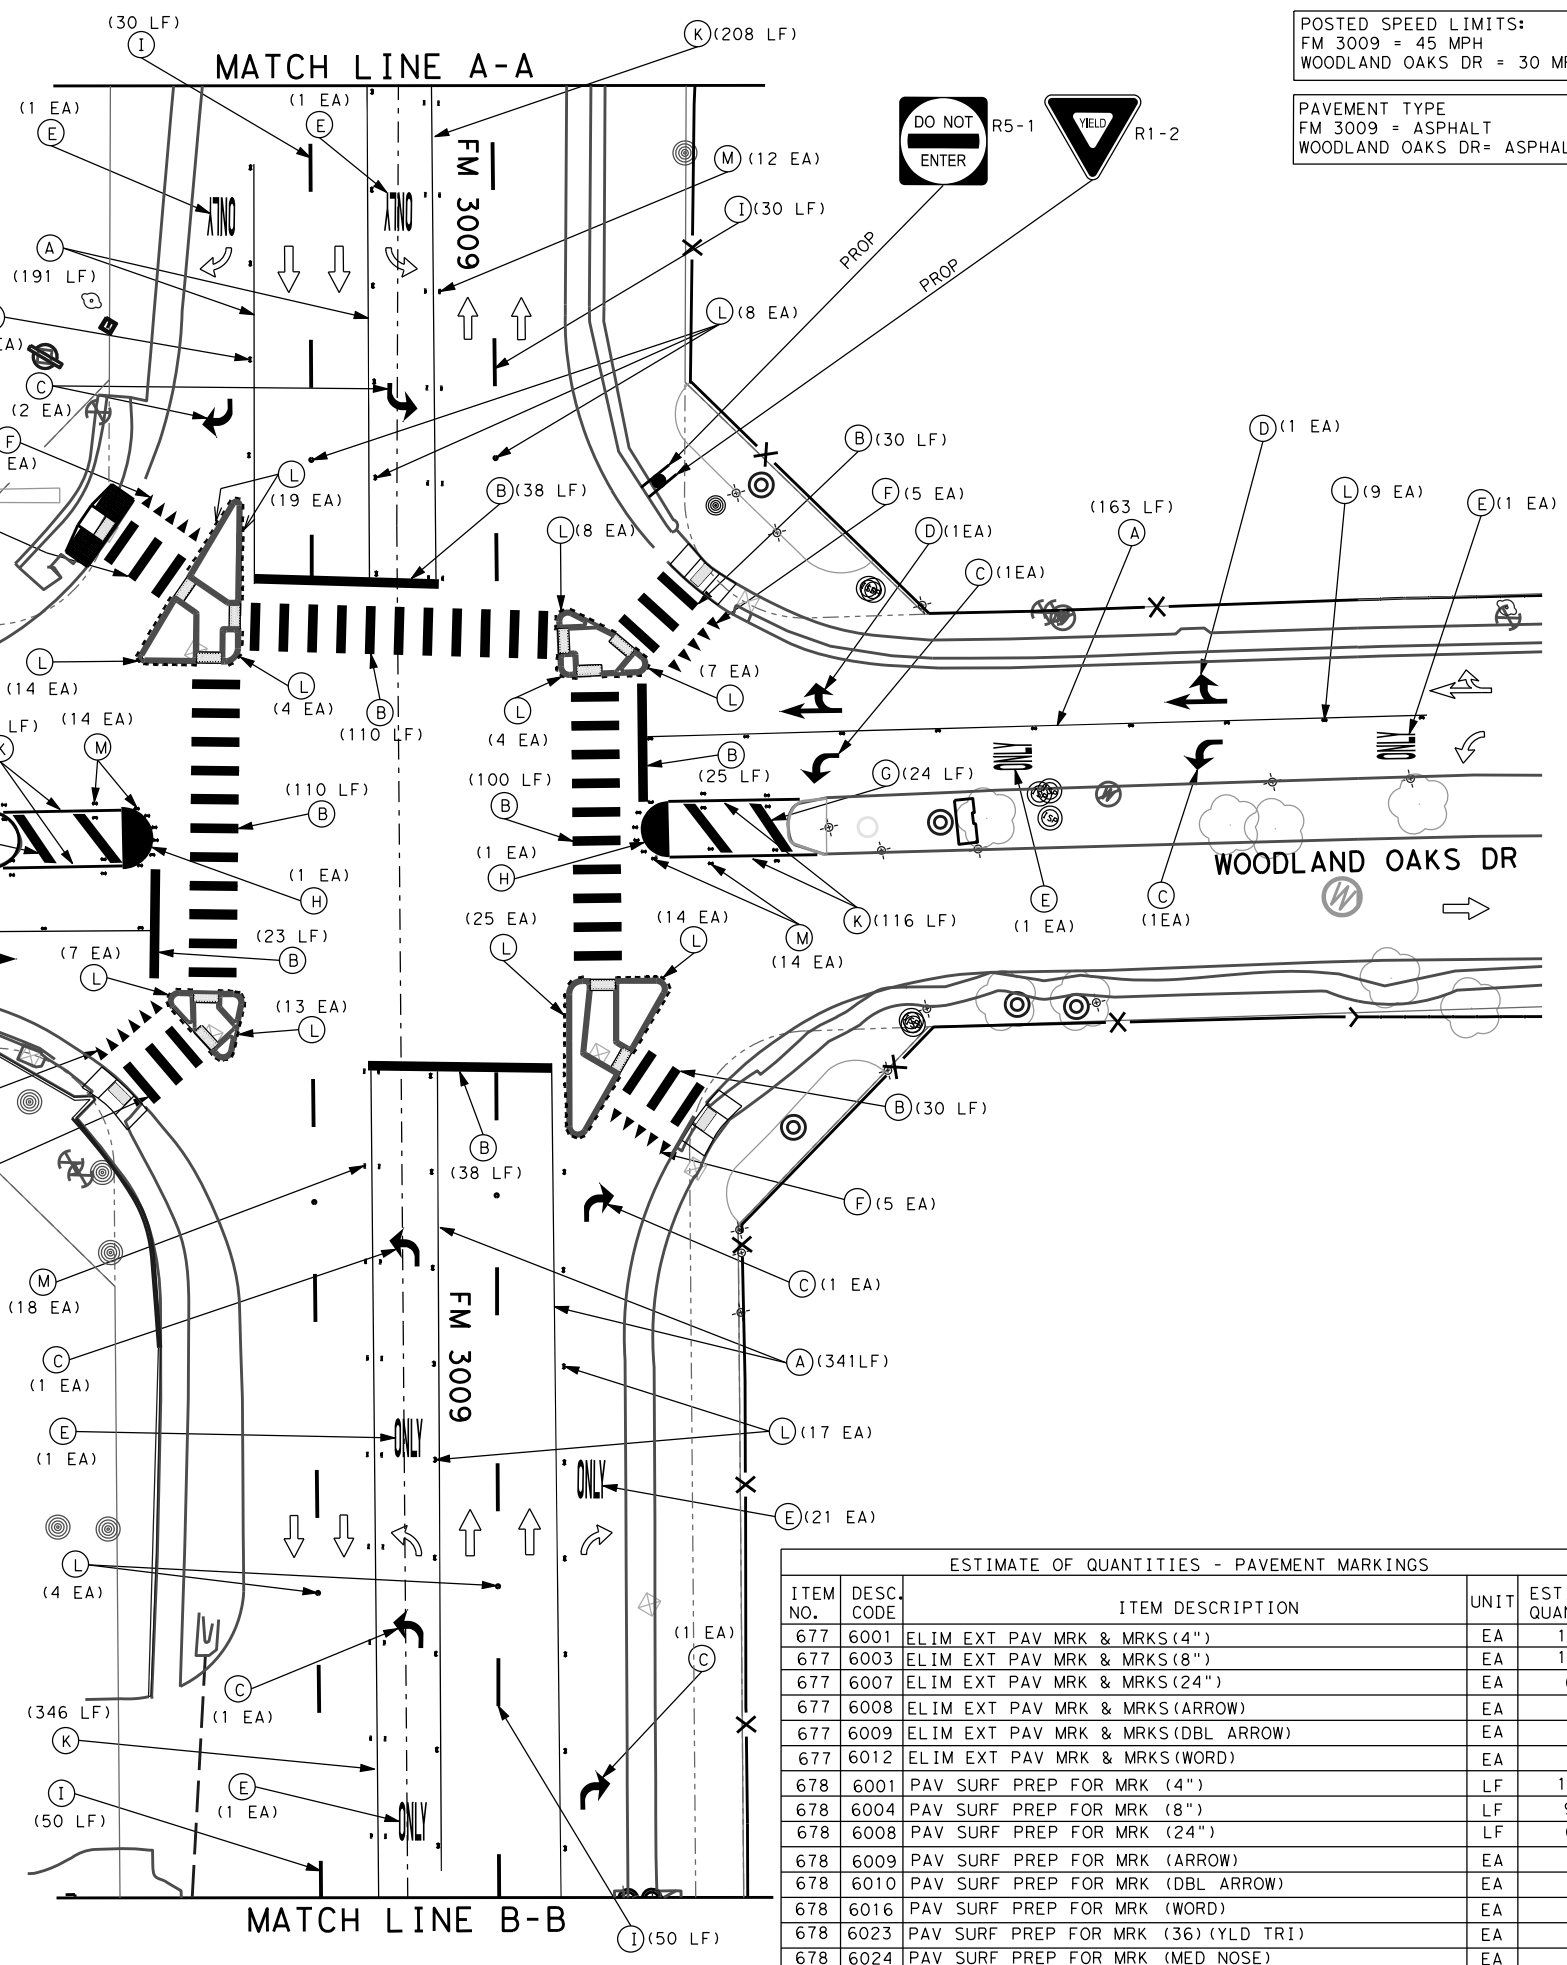 (30 LF)
I
K (208 LF)
POSTED SPEED LIMITS:
FM 3009 = 45 MPH
WOODLAND OAKS DR = 30
MATCH LINE A-A
(1 EA)
E
(1 EA)
E
PAVEMENT TYPE
FM 3009 = ASPHALT
WOODLAND OAKS DR=
DO NOT
ENTER
R5-1
YIELD
R1-2
FM 3009
M (12 EA)
ONLY
ONLY
I (30 LF)
A
(191 LF)
PROP
PROP
L (8 EA)
C
(2 EA)
F
EA)
B (30 LF)
D (1 EA)
L
(19 EA)
B (38 LF)
F (5 EA)
L (9 EA)
E (1 EA)
(163 LF)
A
L (8 EA)
D (1EA)
C (1EA)
L
(14 EA)
L
(4 EA)
B
(110 LF)
L
(4 EA)
(7 EA)
L
LF)
(14 EA)
M
K
B
(25 LF)
ONLY
ONLY
(110 LF)
B
(100 LF)
B
G (24 LF)
(1 EA)
H
(1 EA)
H
WOODLAND OAKS DR
E
(1 EA)
C
(1EA)
K (116 LF)
M
(14 EA)
(25 EA)
L
(14 EA)
L
(7 EA)
L
(23 LF)
B
(13 EA)
L
B (30 LF)
B
(38 LF)
F (5 EA)
M
(18 EA)
C (1 EA)
FM 3009
C
(1 EA)
A (341LF)
E
(1 EA)
ONLY
L (17 EA)
ONLY
E (21 EA)
L
(4 EA)
(1 EA)
C
C
(1 EA)
(346 LF)
K
E
(1 EA)
ONLY
I
(50 LF)
MATCH LINE B-B
I (50 LF)
ESTIMATE OF QUANTITIES - PAVEMENT MARKINGS
ITEM NO. DESC. CODE ITEM DESCRIPTION UNIT EST
677 6001 ELIM EXT PAV MRK & MRKS(4") EA
677 6003 ELIM EXT PAV MRK & MRKS(8") EA
677 6007 ELIM EXT PAV MRK & MRKS(24") EA
677 6008 ELIM EXT PAV MRK & MRKS(ARROW) EA
677 6009 ELIM EXT PAV MRK & MRKS(DBL ARROW) EA
677 6012 ELIM EXT PAV MRK & MRKS(WORD) EA
678 6001 PAV SURF PREP FOR MRK (4") LF
678 6004 PAV SURF PREP FOR MRK (8") LF
678 6008 PAV SURF PREP FOR MRK (24") LF
678 6009 PAV SURF PREP FOR MRK (ARROW) EA
678 6010 PAV SURF PREP FOR MRK (DBL ARROW) EA
678 6016 PAV SURF PREP FOR MRK (WORD) EA
678 6023 PAV SURF PREP FOR MRK (36)(YLD TRI) EA
678 6024 PAV SURF PREP FOR MRK (MED NOSE) EA